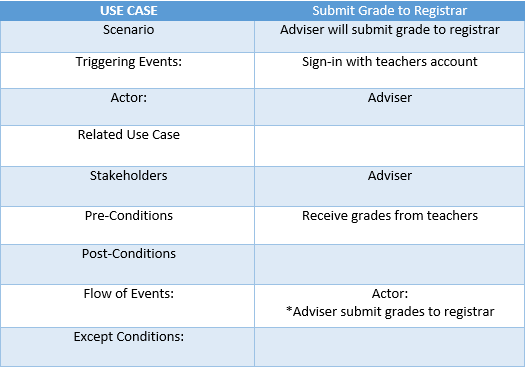 USE CASE Submit Grade to Registrar
Scenario Adviser will submit grade to registrar
Triggering Events: Sign-in with teachers account
Actor: Adviser
Related Use Case
Stakeholders Adviser
Pre-Conditions Receive grades from teachers
Post-Conditions
Flow of Events: Actor:
*Adviser submit grades to registrar
Except Conditions: